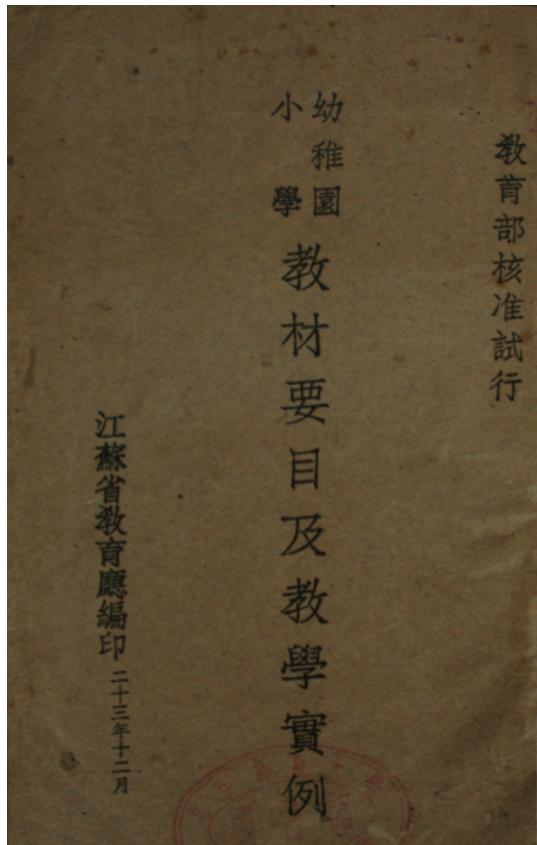 教育部核准試行
幼稚園
小學
教材要目及教學實例
江蘇省教育廳編印 二十三年十二月